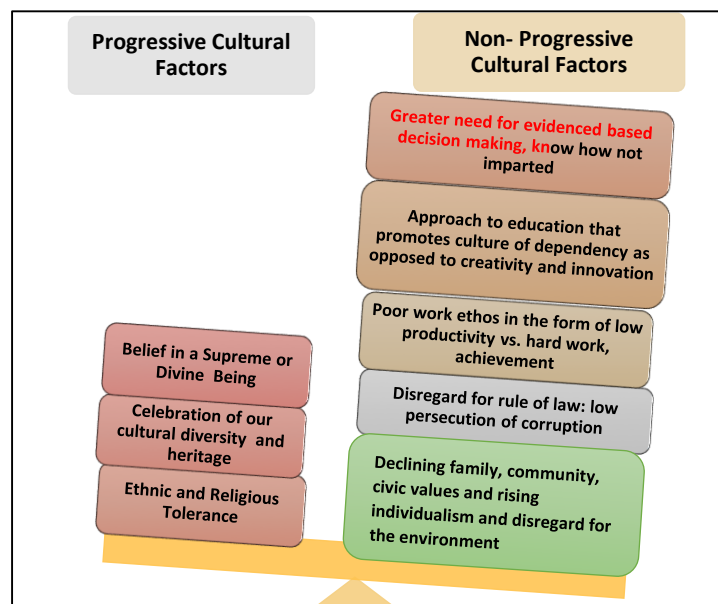 Progressive Cultural
Factors
Non- Progressive
Cultural Factors
Greater need for evidenced based
decision making, know how not
imparted
Approach to education that
promotes culture of dependency as
opposed to creativity and innovation
Poor work ethos in the form of low
productivity vs. hard work,
achievement
Disregard for rule of law: low
persecution of corruption
Declining family, community,
civic values and rising
individualism and disregard for
the environment
Belief in a Supreme or
Divine Being
Celebration of our
cultural diversity and
heritage
Ethnic and Religious
Tolerance